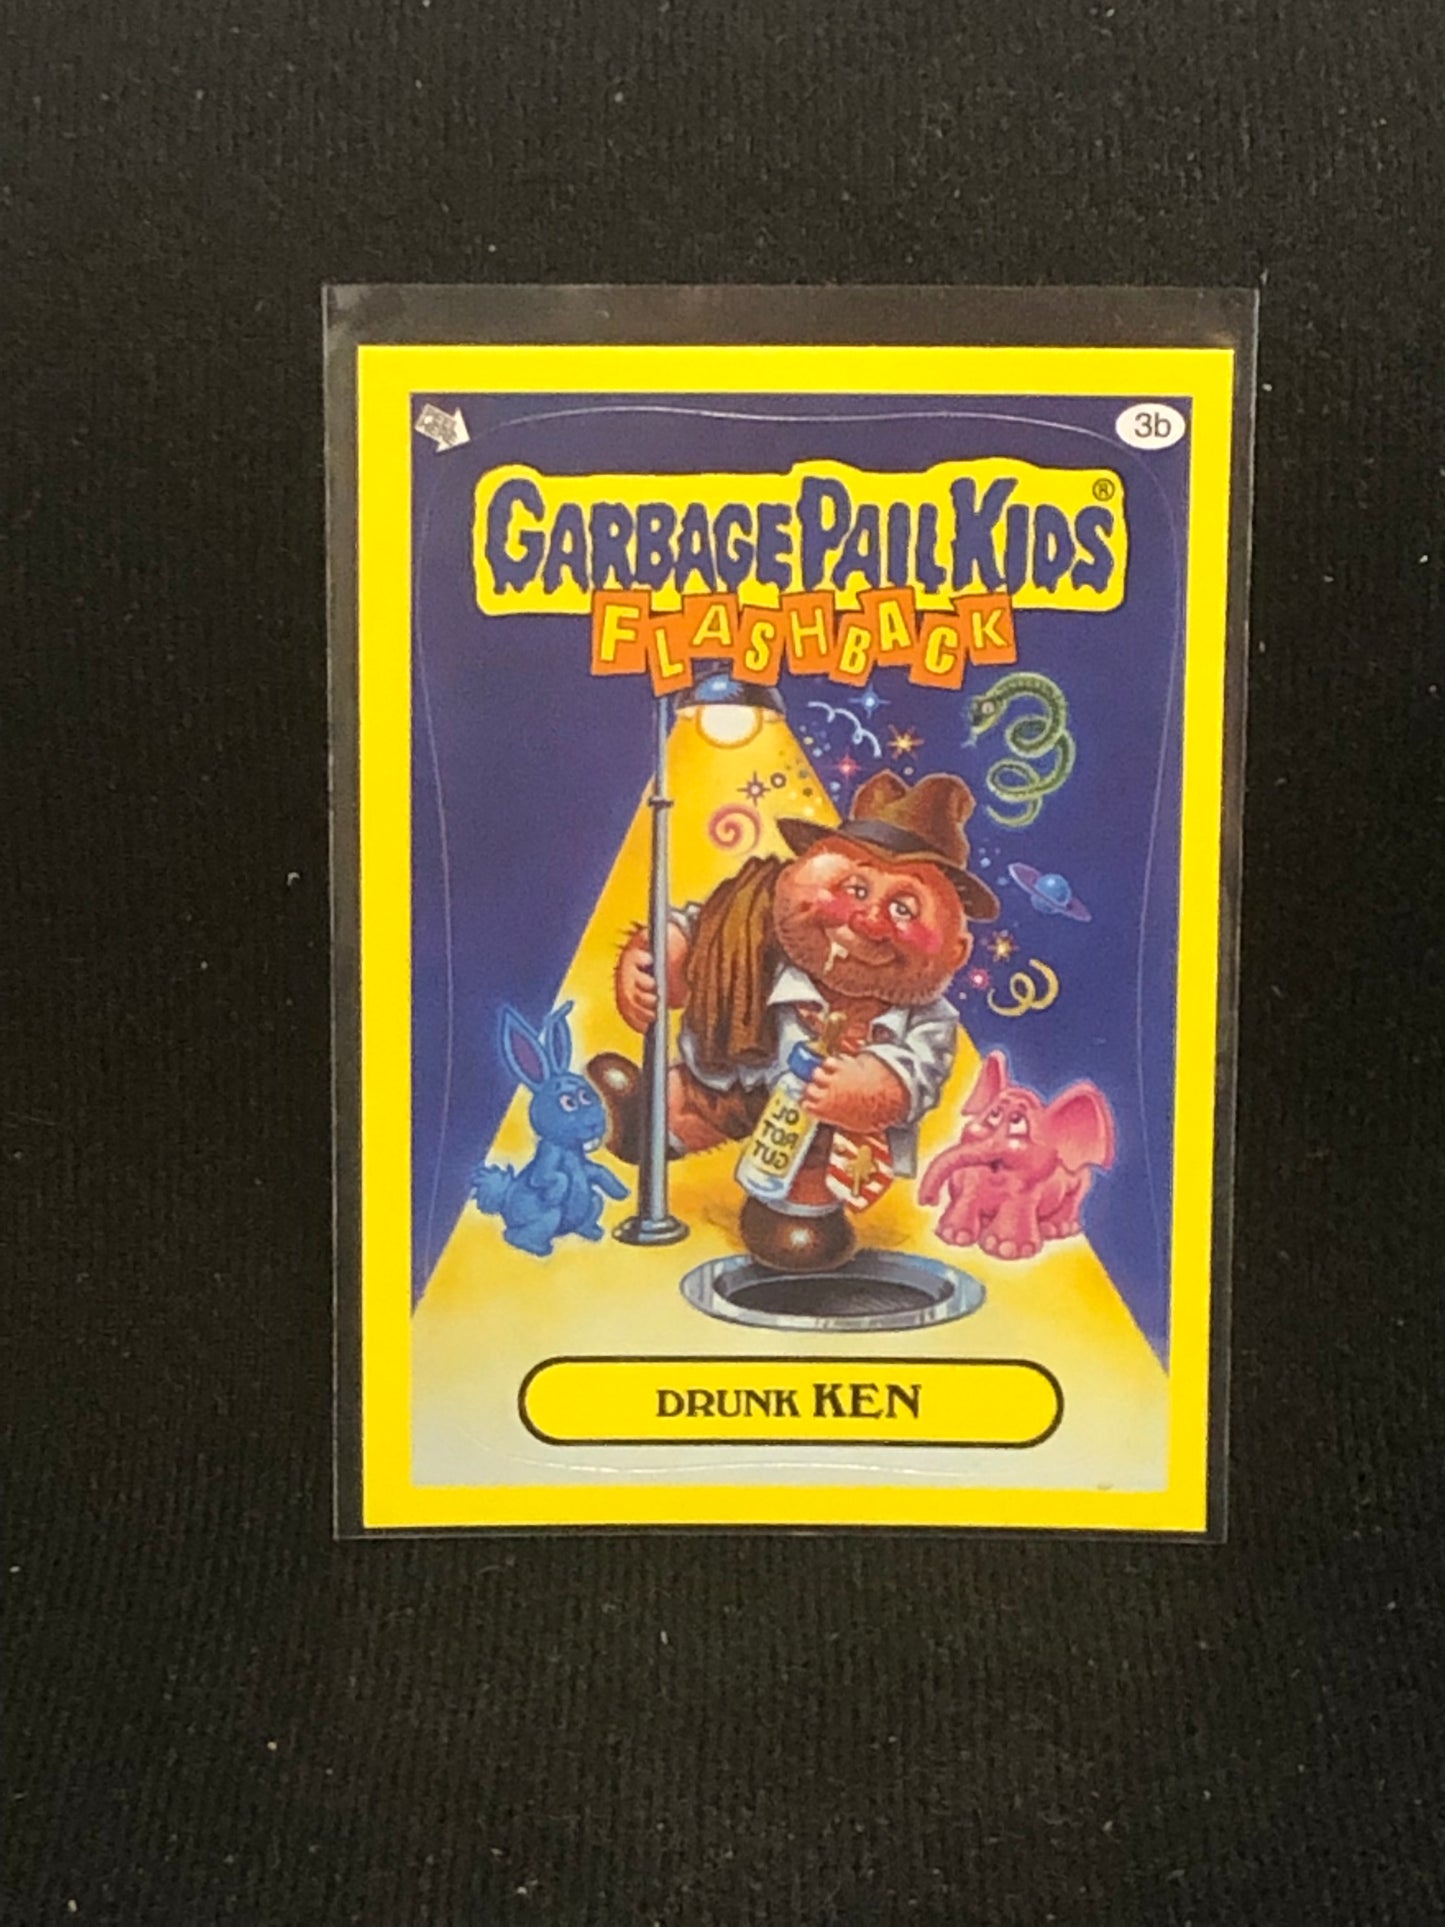 3b
GARBAGE PAIL KIDS®
FLASHBACK
OL'
ROT
GUT
DRUNK KEN